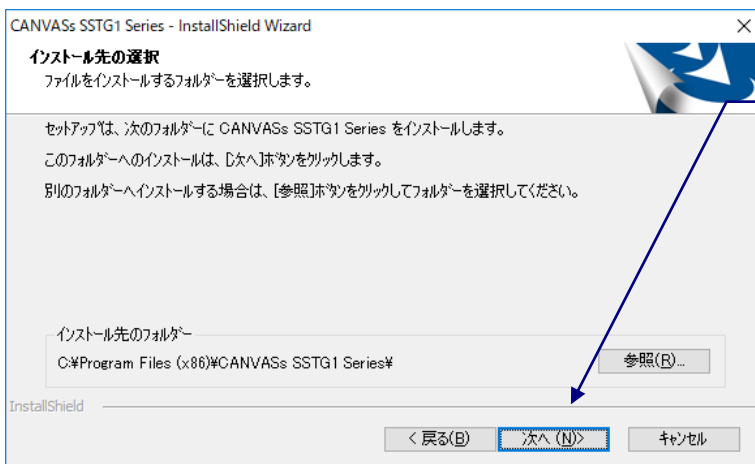 CANVASs SSTG1 Series - InstallShield Wizard
インストール先の選択
ファイルをインストールするフォルダーを選択します。
セットアップは、次のフォルダーに CANVASs SSTG1 Series をインストールします。
このフォルダーへのインストールは、[次へ]ボタンをクリックします。
別のフォルダーへインストールする場合は、[参照]ボタンをクリックしてフォルダーを選択してください。
インストール先のフォルダー
C:¥Program Files (x86)¥CANVASs SSTG1 Series¥
参照(R)...
InstallShield
< 戻る(B)
次へ (N)>
キャンセル